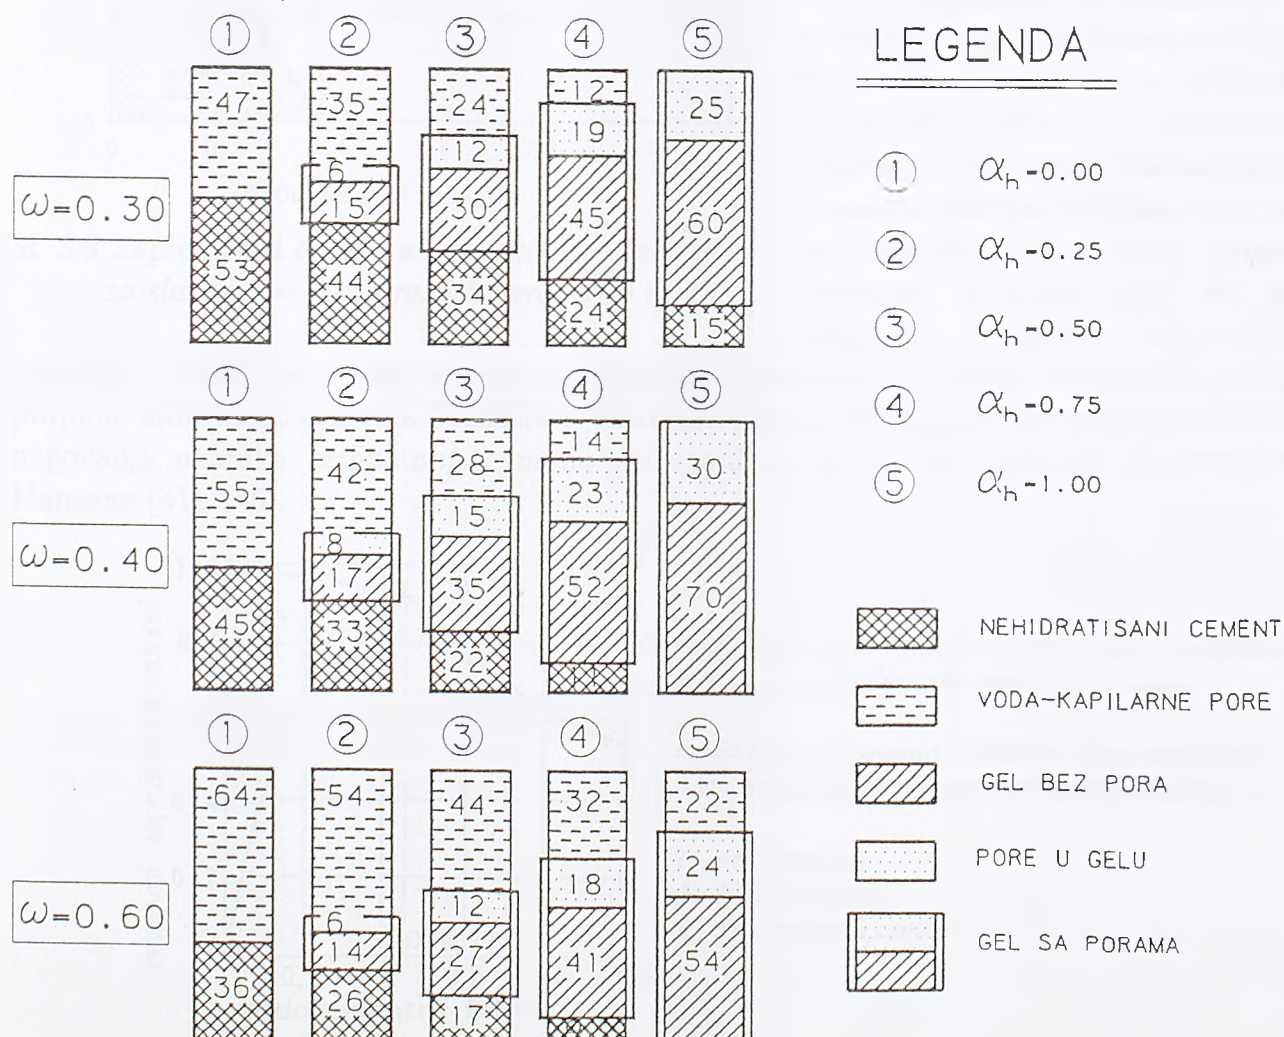 ① ② ③ ④ ⑤
ω=0.30
47 35 24 12 25
6 12 19
53 15 30 45 60
44 34 24 15
① ② ③ ④ ⑤
ω=0.40
55 42 28 14 30
8 15 23
45 17 35 52 70
33 22 11
① ② ③ ④ ⑤
ω=0.60
64 54 44 32 22
6 12 18 24
36 14 27 41 54
26 17
LEGENDA
① αh-0.00
② αh-0.25
③ αh-0.50
④ αh-0.75
⑤ αh-1.00
NEHIDRATISANI CEMENT
VODA-KAPILARNE PORE
GEL BEZ PORA
PORE U GELU
GEL SA PORAMA